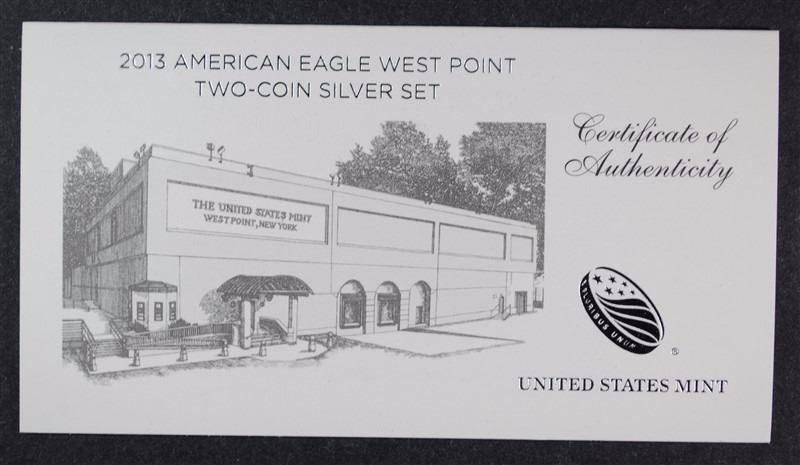 2013 AMERICAN EAGLE WEST POINT
TWO-COIN SILVER SET
Certificate of
Authenticity
THE UNITED STATES MINT
WEST POINT, NEW YORK
E PLURIBUS UNUM
®
UNITED STATES MINT